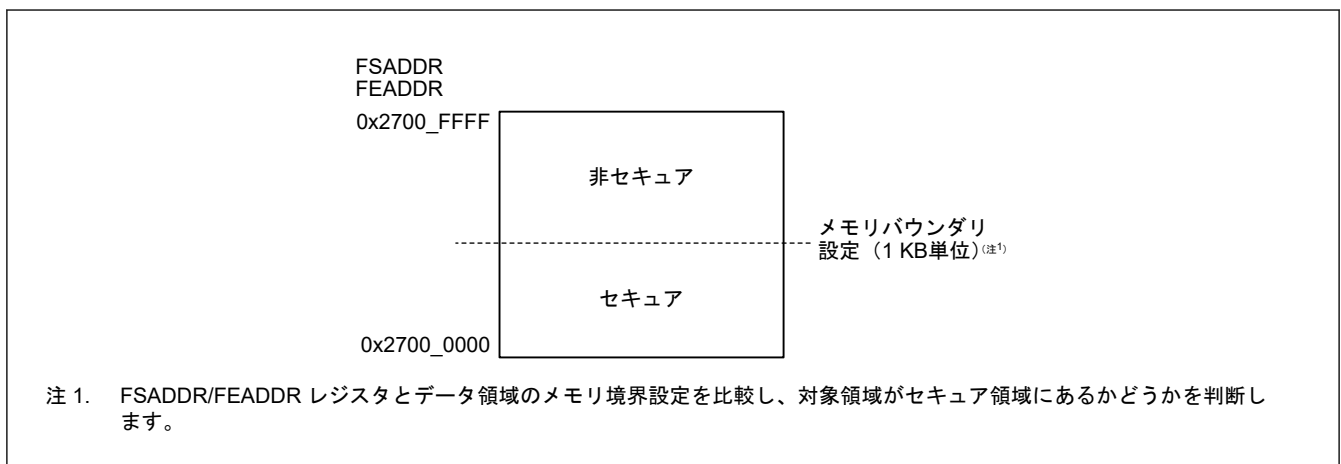 FSADDR
FEADDR
0x2700_FFFF
非セキュア
メモリバウンダリ
設定（1 KB単位）(注1)
セキュア
0x2700_0000
注 1. FSADDR/FEADDR レジスタとデータ領域のメモリ境界設定を比較し、対象領域がセキュア領域にあるかどうかを判断し
ます。